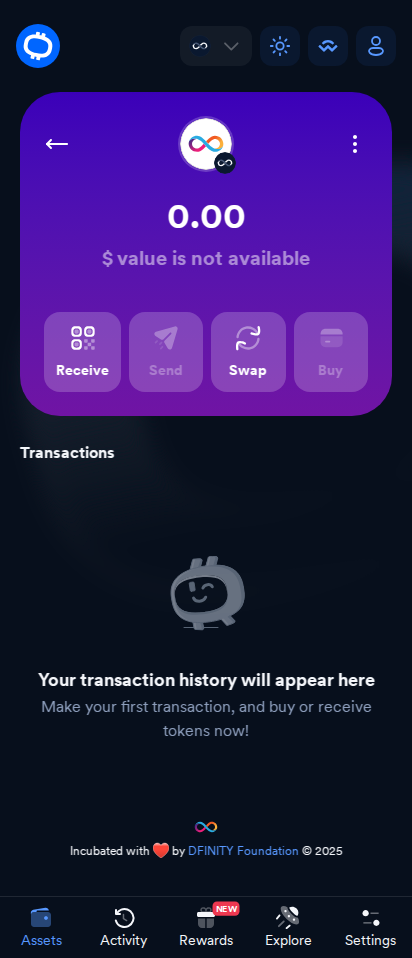 0.00
$ value is not available
Receive
Send
Swap
Buy
Transactions
Your transaction history will appear here
Make your first transaction, and buy or receive
tokens now!
Incubated with ❤️ by DFINITY Foundation © 2025
NEW
Assets
Activity
Rewards
Explore
Settings